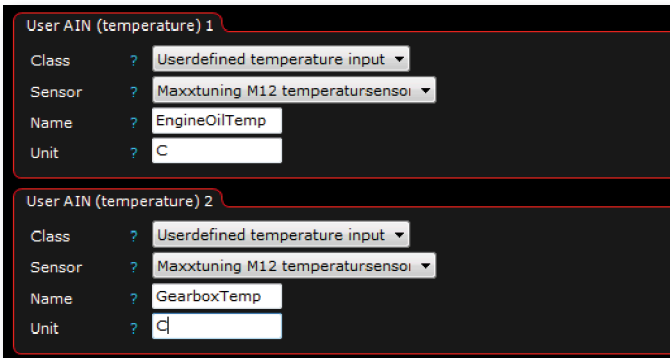 User AIN (temperature) 1
Class ? Userdefined temperature input
Sensor ? Maxxtuning M12 temperatursensor
Name ? EngineOilTemp
Unit ? C
User AIN (temperature) 2
Class ? Userdefined temperature input
Sensor ? Maxxtuning M12 temperatursensor
Name ? GearboxTemp
Unit ? C